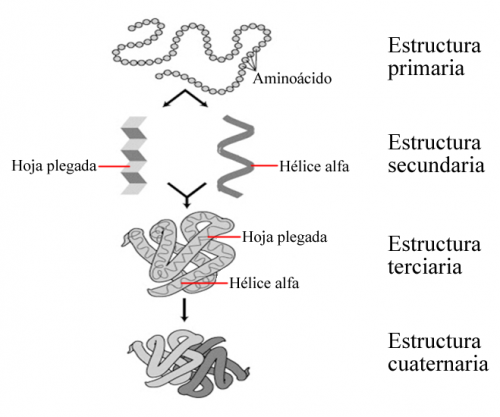 Estructura
primaria
Aminoácido
Estructura
secundaria
Hoja plegada
Hélice alfa
Hoja plegada
Estructura
terciaria
Hélice alfa
Estructura
cuaternaria